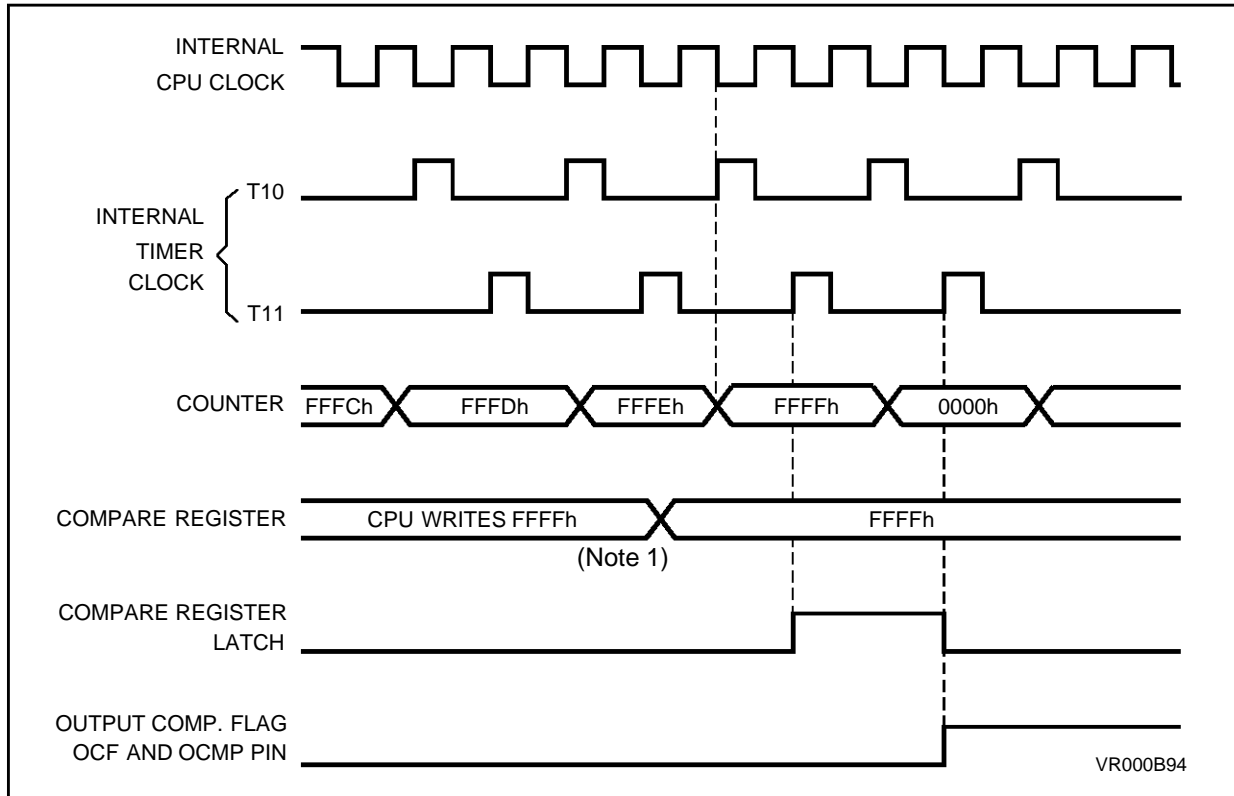 INTERNAL
CPU CLOCK
T10
INTERNAL
TIMER
CLOCK
T11
COUNTER FFFCh FFFDh FFFEh FFFFh 0000h
COMPARE REGISTER CPU WRITES FFFFh FFFFh
(Note 1)
COMPARE REGISTER
LATCH
OUTPUT COMP. FLAG
OCF AND OCMP PIN
VR000B94